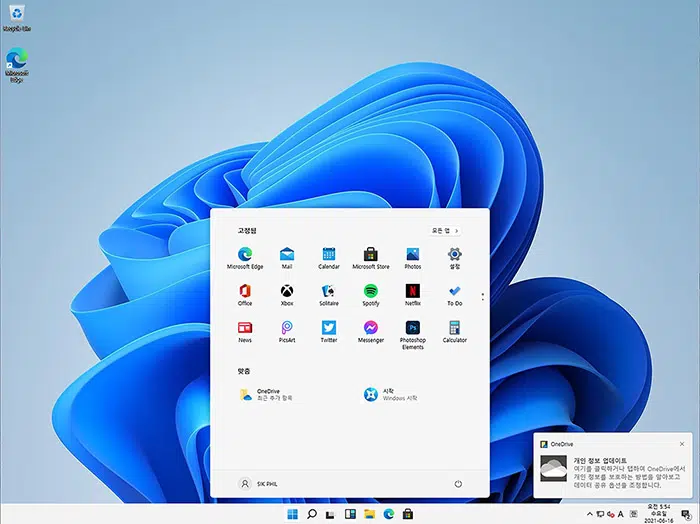 Recycle Bin
Microsoft
Edge
고정됨
모든 앱 >
Microsoft Edge
Mail
Calendar
Microsoft Store
Photos
설정
Office
Xbox
Solitaire
Spotify
Netflix
To Do
News
PicsArt
Twitter
Messenger
Photoshop
Elements
Calculator
맞춤
OneDrive
최근 추가 항목
시작
Windows 시작
SIK PHIL
OneDrive
개인 정보 업데이트
여기를 클릭하거나 탭하여 OneDrive에서
개인 정보를 보호하는 방법을 알아보고
데이터 공유 옵션을 조정합니다.
A
오전 5:54
수요일
2021-06-16